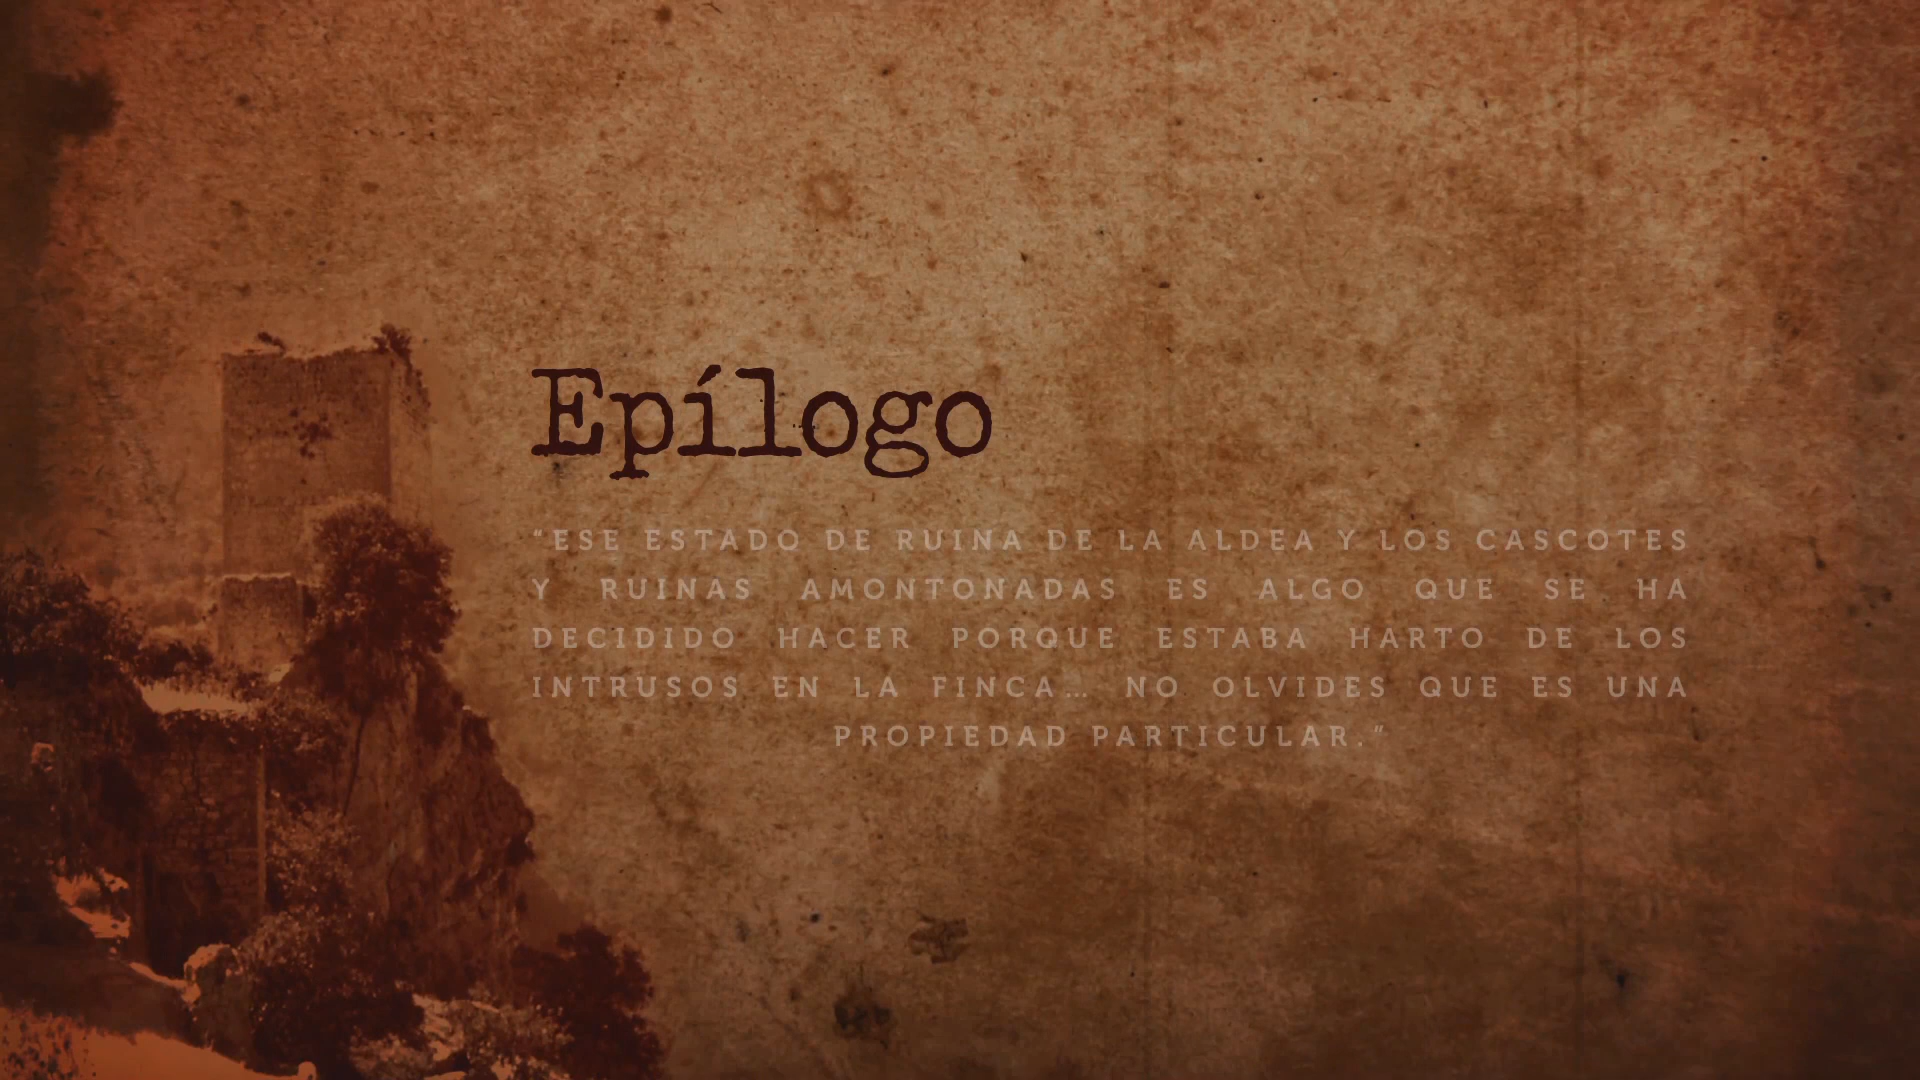 Epílogo
“ESE ESTADO DE RUINA DE LA ALDEA Y LOS CASCOTES
Y RUINAS AMONTONADAS ES ALGO QUE SE HA
DECIDIDO HACER PORQUE ESTABA HARTO DE LOS
INTRUSOS EN LA FINCA… NO OLVIDES QUE ES UNA
PROPIEDAD PARTICULAR.”